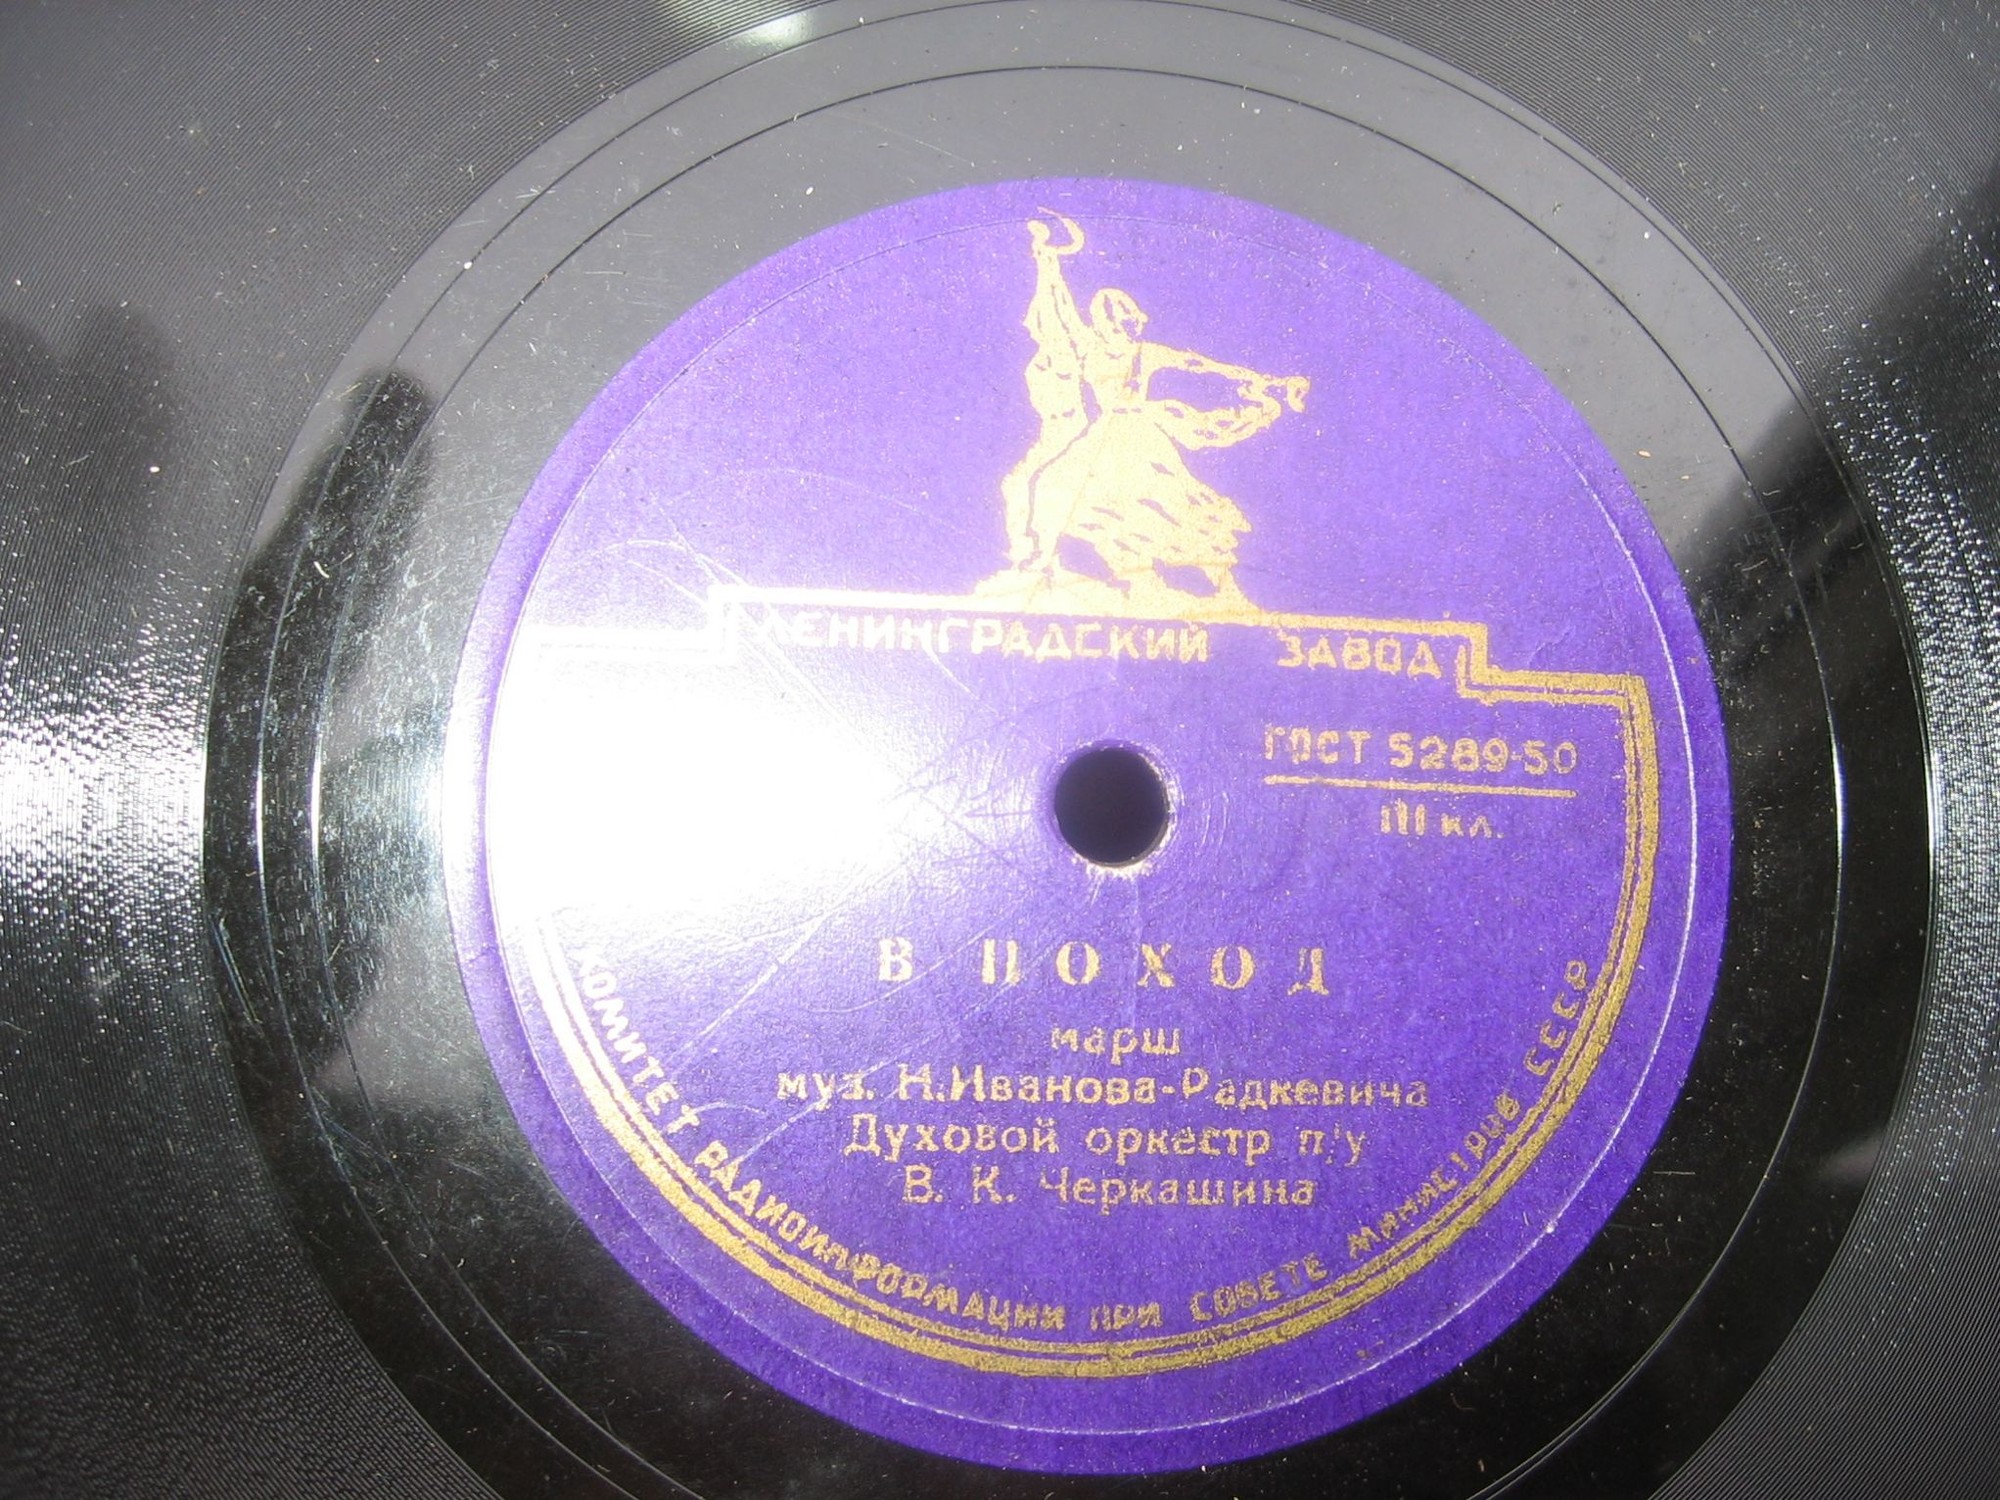 ЛЕНИНГРАДСКИЙ ЗАВОД
ГОСТ 5289-50
III кл.
В ПОХОД
марш
муз. Н.Иванова-Радкевича
Духовой оркестр п/у
В. К. Черкашина
КОМИТЕТ РАДИОИНФОРМАЦИИ ПРИ СОВЕТЕ МИНИСТРОВ СССР